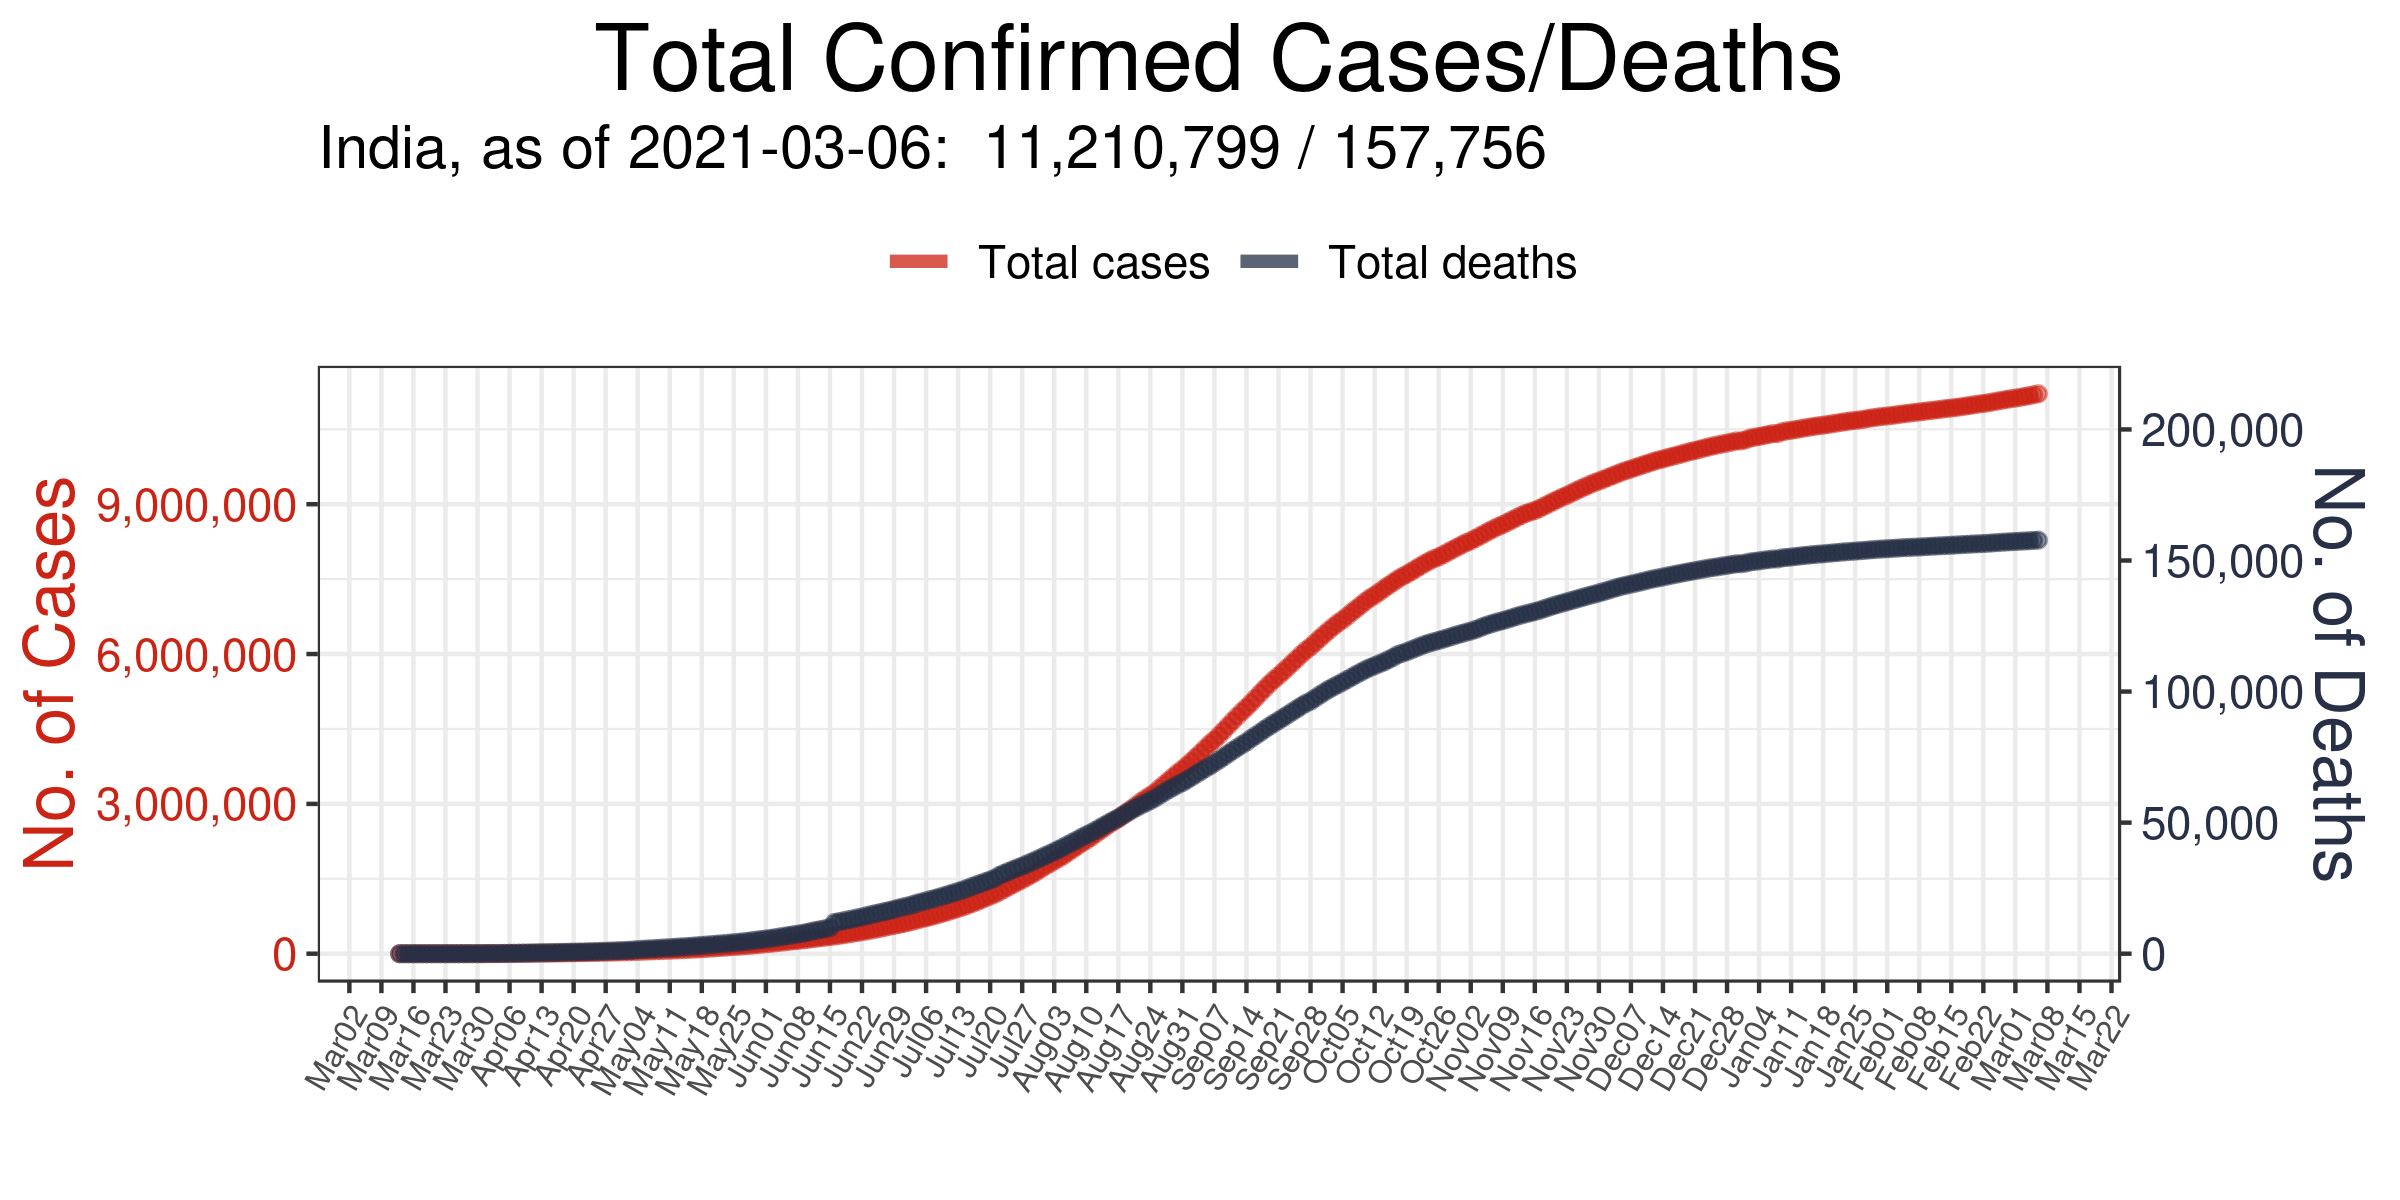 Total Confirmed Cases/Deaths
India, as of 2021-03-06:  11,210,799 / 157,756
Total cases
Total deaths
No. of Cases
9,000,000
6,000,000
3,000,000
0
200,000
150,000
100,000
50,000
0
No. of Deaths
Mar02
Mar09
Mar16
Mar23
Mar30
Apr06
Apr13
Apr20
Apr27
May04
May11
May18
May25
Jun01
Jun08
Jun15
Jun22
Jun29
Jul06
Jul13
Jul20
Jul27
Aug03
Aug10
Aug17
Aug24
Aug31
Sep07
Sep14
Sep21
Sep28
Oct05
Oct12
Oct19
Oct26
Nov02
Nov09
Nov16
Nov23
Nov30
Dec07
Dec14
Dec21
Dec28
Jan04
Jan11
Jan18
Jan25
Feb01
Feb08
Feb15
Feb22
Mar01
Mar08
Mar15
Mar22